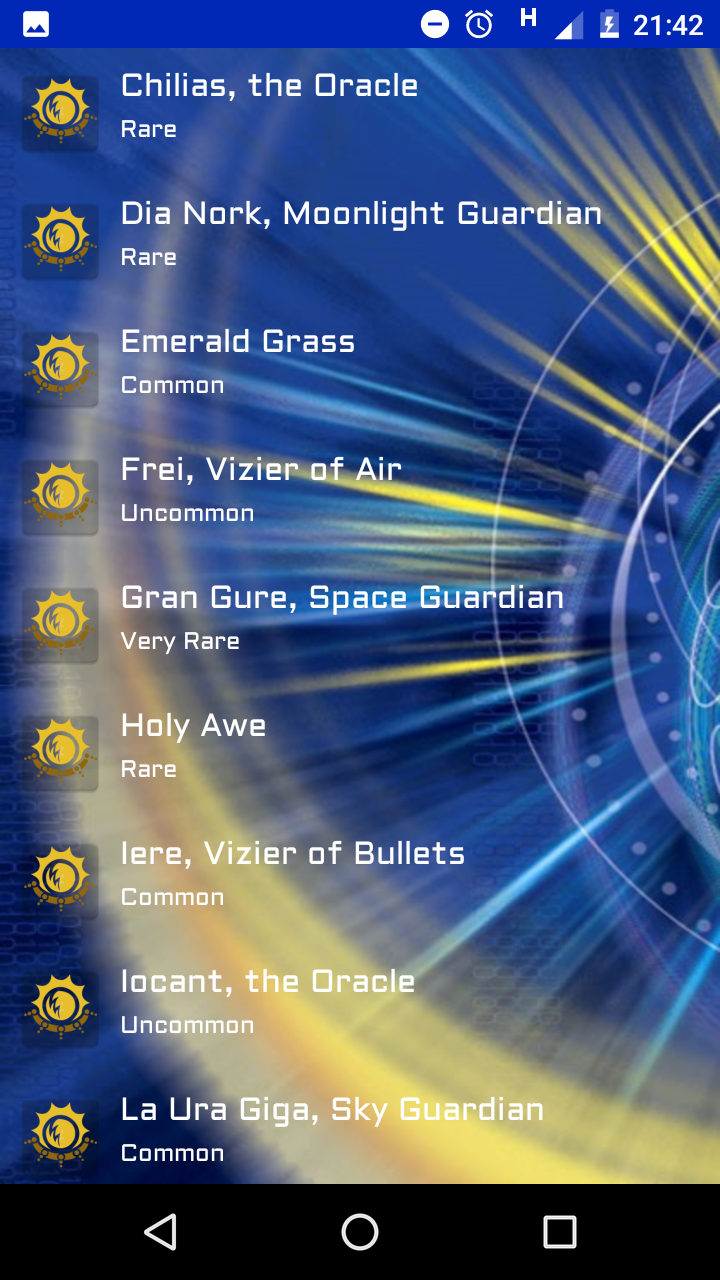 H 21:42
Chilias, the Oracle
Rare
Dia Nork, Moonlight Guardian
Rare
Emerald Grass
Common
Frei, Vizier of Air
Uncommon
Gran Gure, Space Guardian
Very Rare
Holy Awe
Rare
Iere, Vizier of Bullets
Common
Iocant, the Oracle
Uncommon
La Ura Giga, Sky Guardian
Common